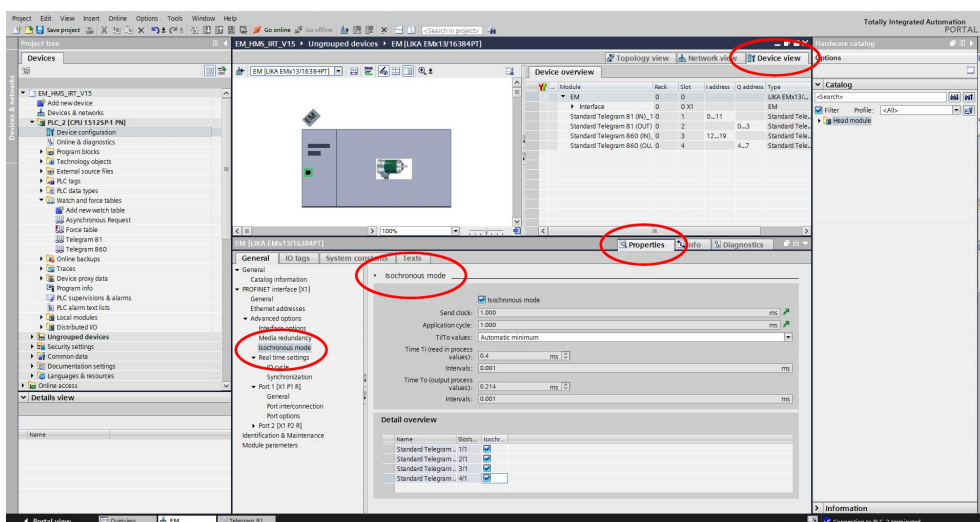 Project Edit View Insert Online Options Tools Window Help
Totally Integrated Automation
PORTAL
Save project
Go online
Go offline
<Search in project>
Project tree
EM_HMS_IRT_V15 › Ungrouped devices › EM [LIKA EMx13/16384PT]
Hardware catalog
Devices
Topology view
Network view
Device view
Options
EM [LIKA EMx13/16384PT]
Device overview
Devices & networks
EM_HMS_IRT_V15
Add new device
Devices & networks
PLC_2 [CPU 1512SP-1 PN]
Device configuration
Online & diagnostics
Program blocks
Technology objects
External source files
PLC tags
PLC data types
Watch and force tables
Add new watch table
Asynchronous Request
Force table
Telegram 81
Telegram 860
Online backups
Traces
Device proxy data
Program info
PLC supervisions & alarms
PLC alarm text lists
Local modules
Distributed I/O
Ungrouped devices
Security settings
Common data
Documentation settings
Languages & resources
Online access
Details view
Name
EM
100%
... Module Rack Slot I address Q address Type
EM 0 0 LIKA EMx13/...
Interface 0 0 X1 EM
Standard Telegram 81 (IN)_1 0 1 0...11 Standard Tele..
Standard Telegram 81 (OUT) 0 2 0...3 Standard Tele..
Standard Telegram 860 (IN)_ 0 3 12...19 Standard Tele..
Standard Telegram 860 (OU.. 0 4 4...7 Standard Tele..
Catalog
<Search>
Filter Profile: <All>
Head module
EM [LIKA EMx13/16384PT]
Properties
Info
Diagnostics
General IO tags System constants Texts
General
Catalog information
PROFINET interface [X1]
General
Ethernet addresses
Advanced options
Interface options
Media redundancy
Isochronous mode
Real time settings
IO cycle
Synchronization
Port 1 [X1 P1 R]
General
Port interconnection
Port options
Port 2 [X1 P2 R]
Identification & Maintenance
Module parameters
Isochronous mode
Isochronous mode
Send clock: 1.000 ms
Application cycle: 1.000 ms
Ti/To values: Automatic minimum
Time Ti (read in process
values): 0.4 ms
Intervals: 0.001 ms
Time To (output process
values): 0.214 ms
Intervals: 0.001 ms
Detail overview
Name Slot/s... Isochr...
Standard Telegram .. 1/1
Standard Telegram .. 2/1
Standard Telegram .. 3/1
Standard Telegram .. 4/1
Information
Portal view
Overview
EM
Telegram 81
Connection to PLC_2 terminated